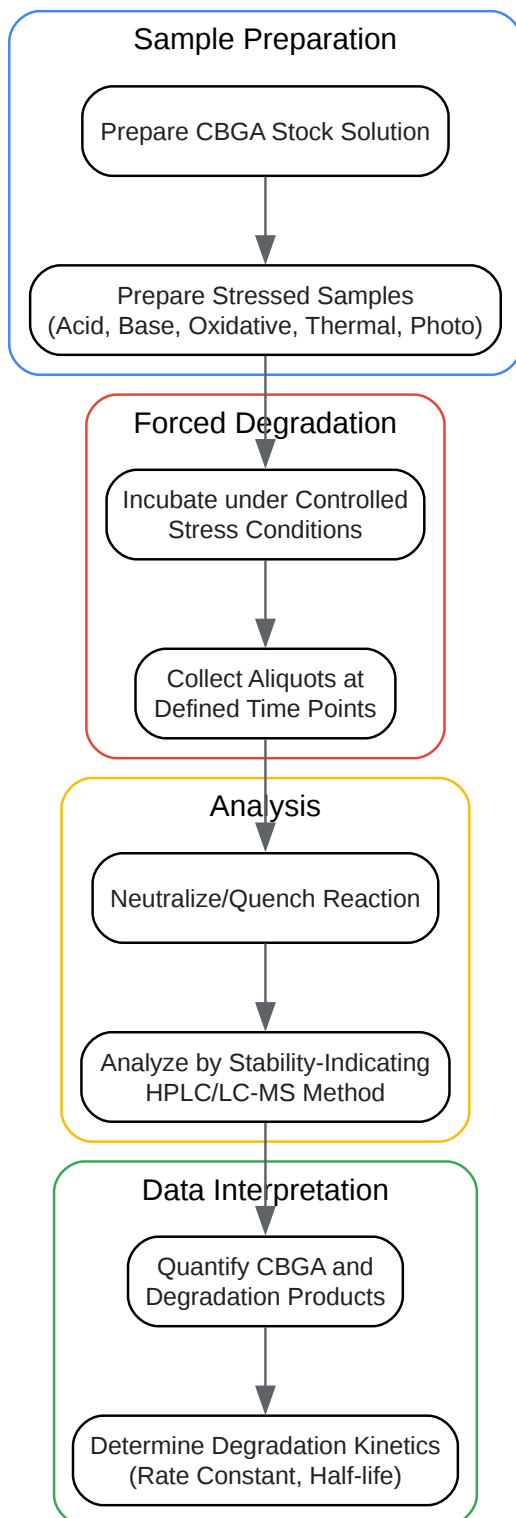 Sample Preparation
Prepare CBGA Stock Solution
Prepare Stressed Samples
(Acid, Base, Oxidative, Thermal, Photo)
Forced Degradation
Incubate under Controlled
Stress Conditions
Collect Aliquots at
Defined Time Points
Analysis
Neutralize/Quench Reaction
Analyze by Stability-Indicating
HPLC/LC-MS Method
Data Interpretation
Quantify CBGA and
Degradation Products
Determine Degradation Kinetics
(Rate Constant, Half-life)